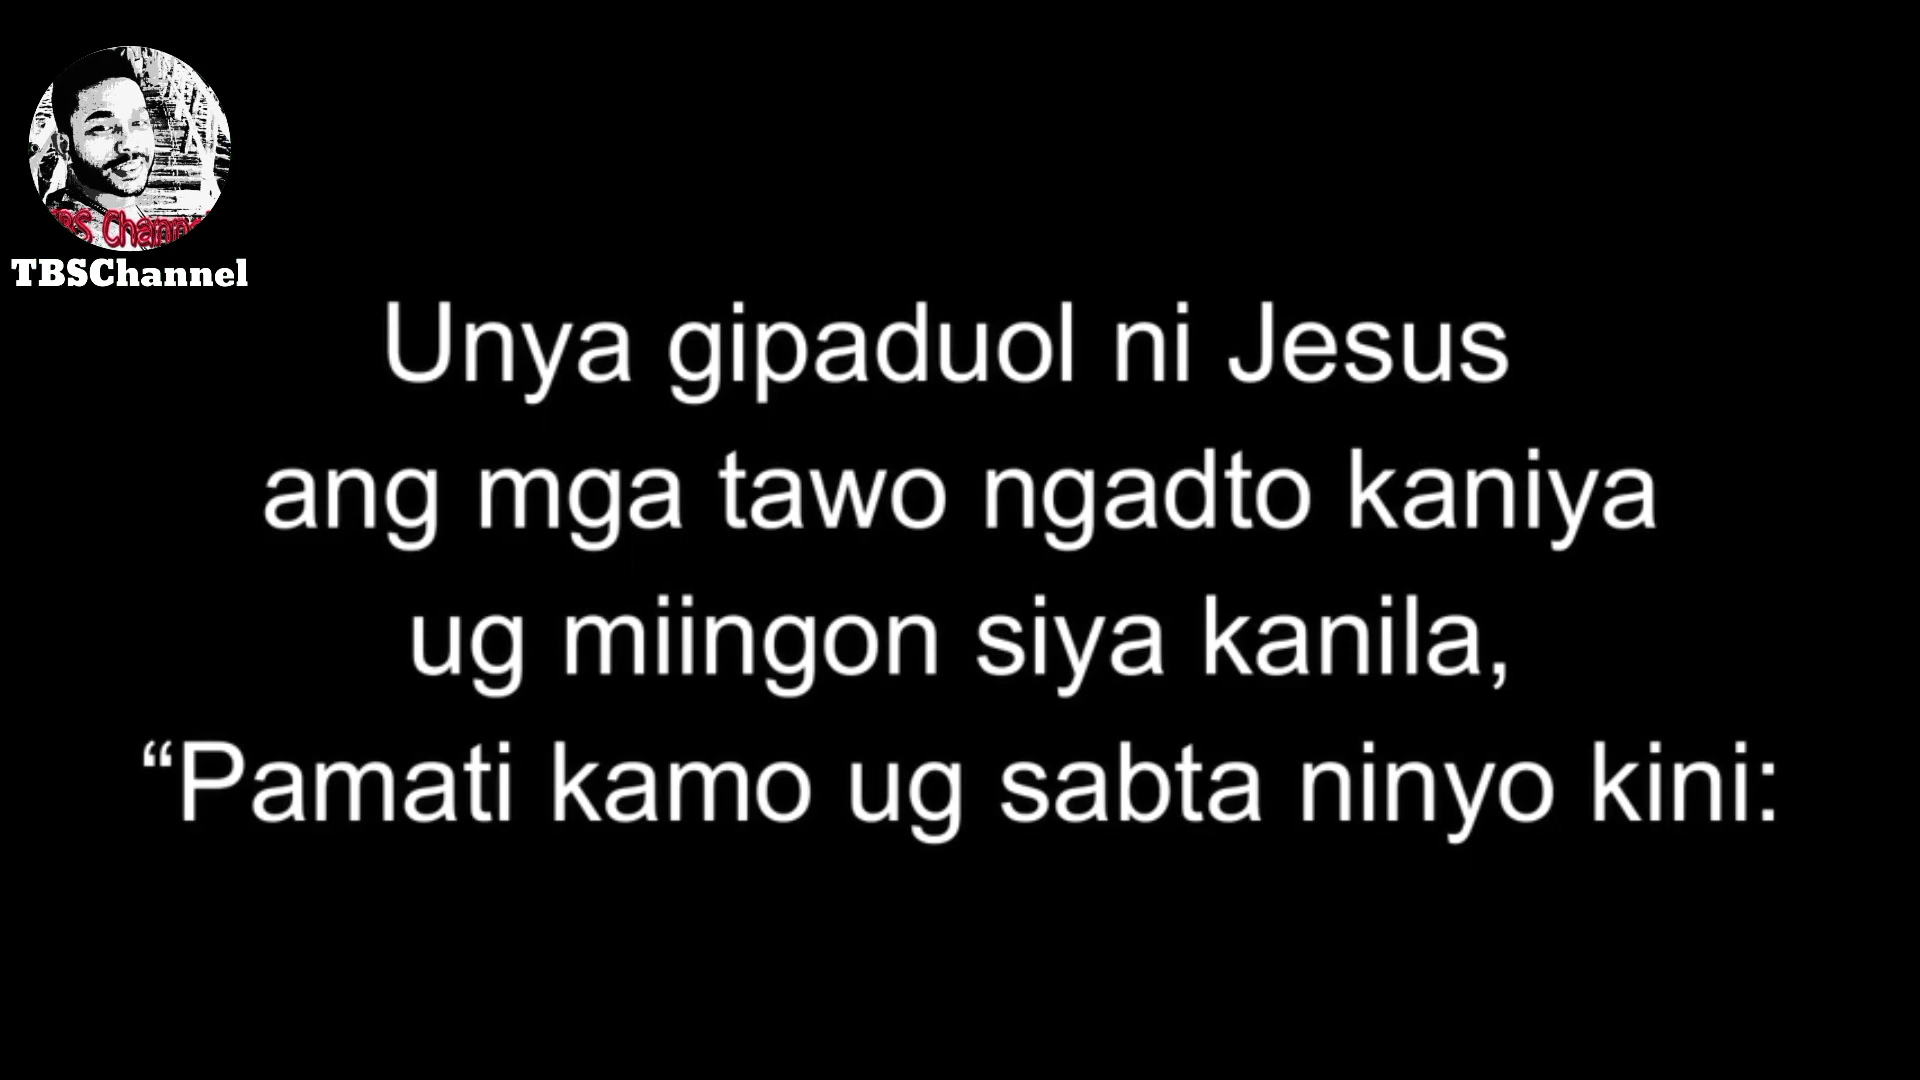 TBSChannel
Unya gipaduol ni Jesus
ang mga tawo ngadto kaniya
ug miingon siya kanila,
“Pamati kamo ug sabta ninyo kini: